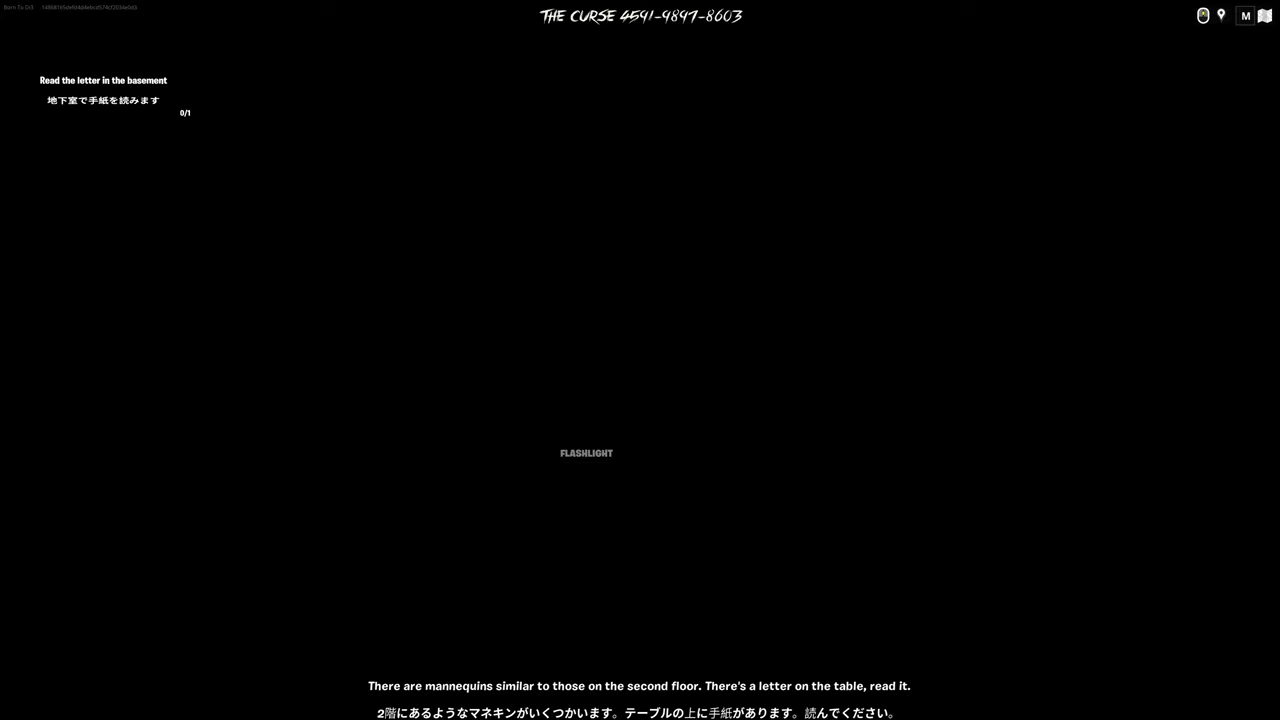 THE CURSE 4591-9897-8603
M
Read the letter in the basement
地下室で手紙を読みます
0/1
FLASHLIGHT
There are mannequins similar to those on the second floor. There's a letter on the table, read it.
2階にあるようなマネキンがいくつかいます。テーブルの上に手紙があります。読んでください。